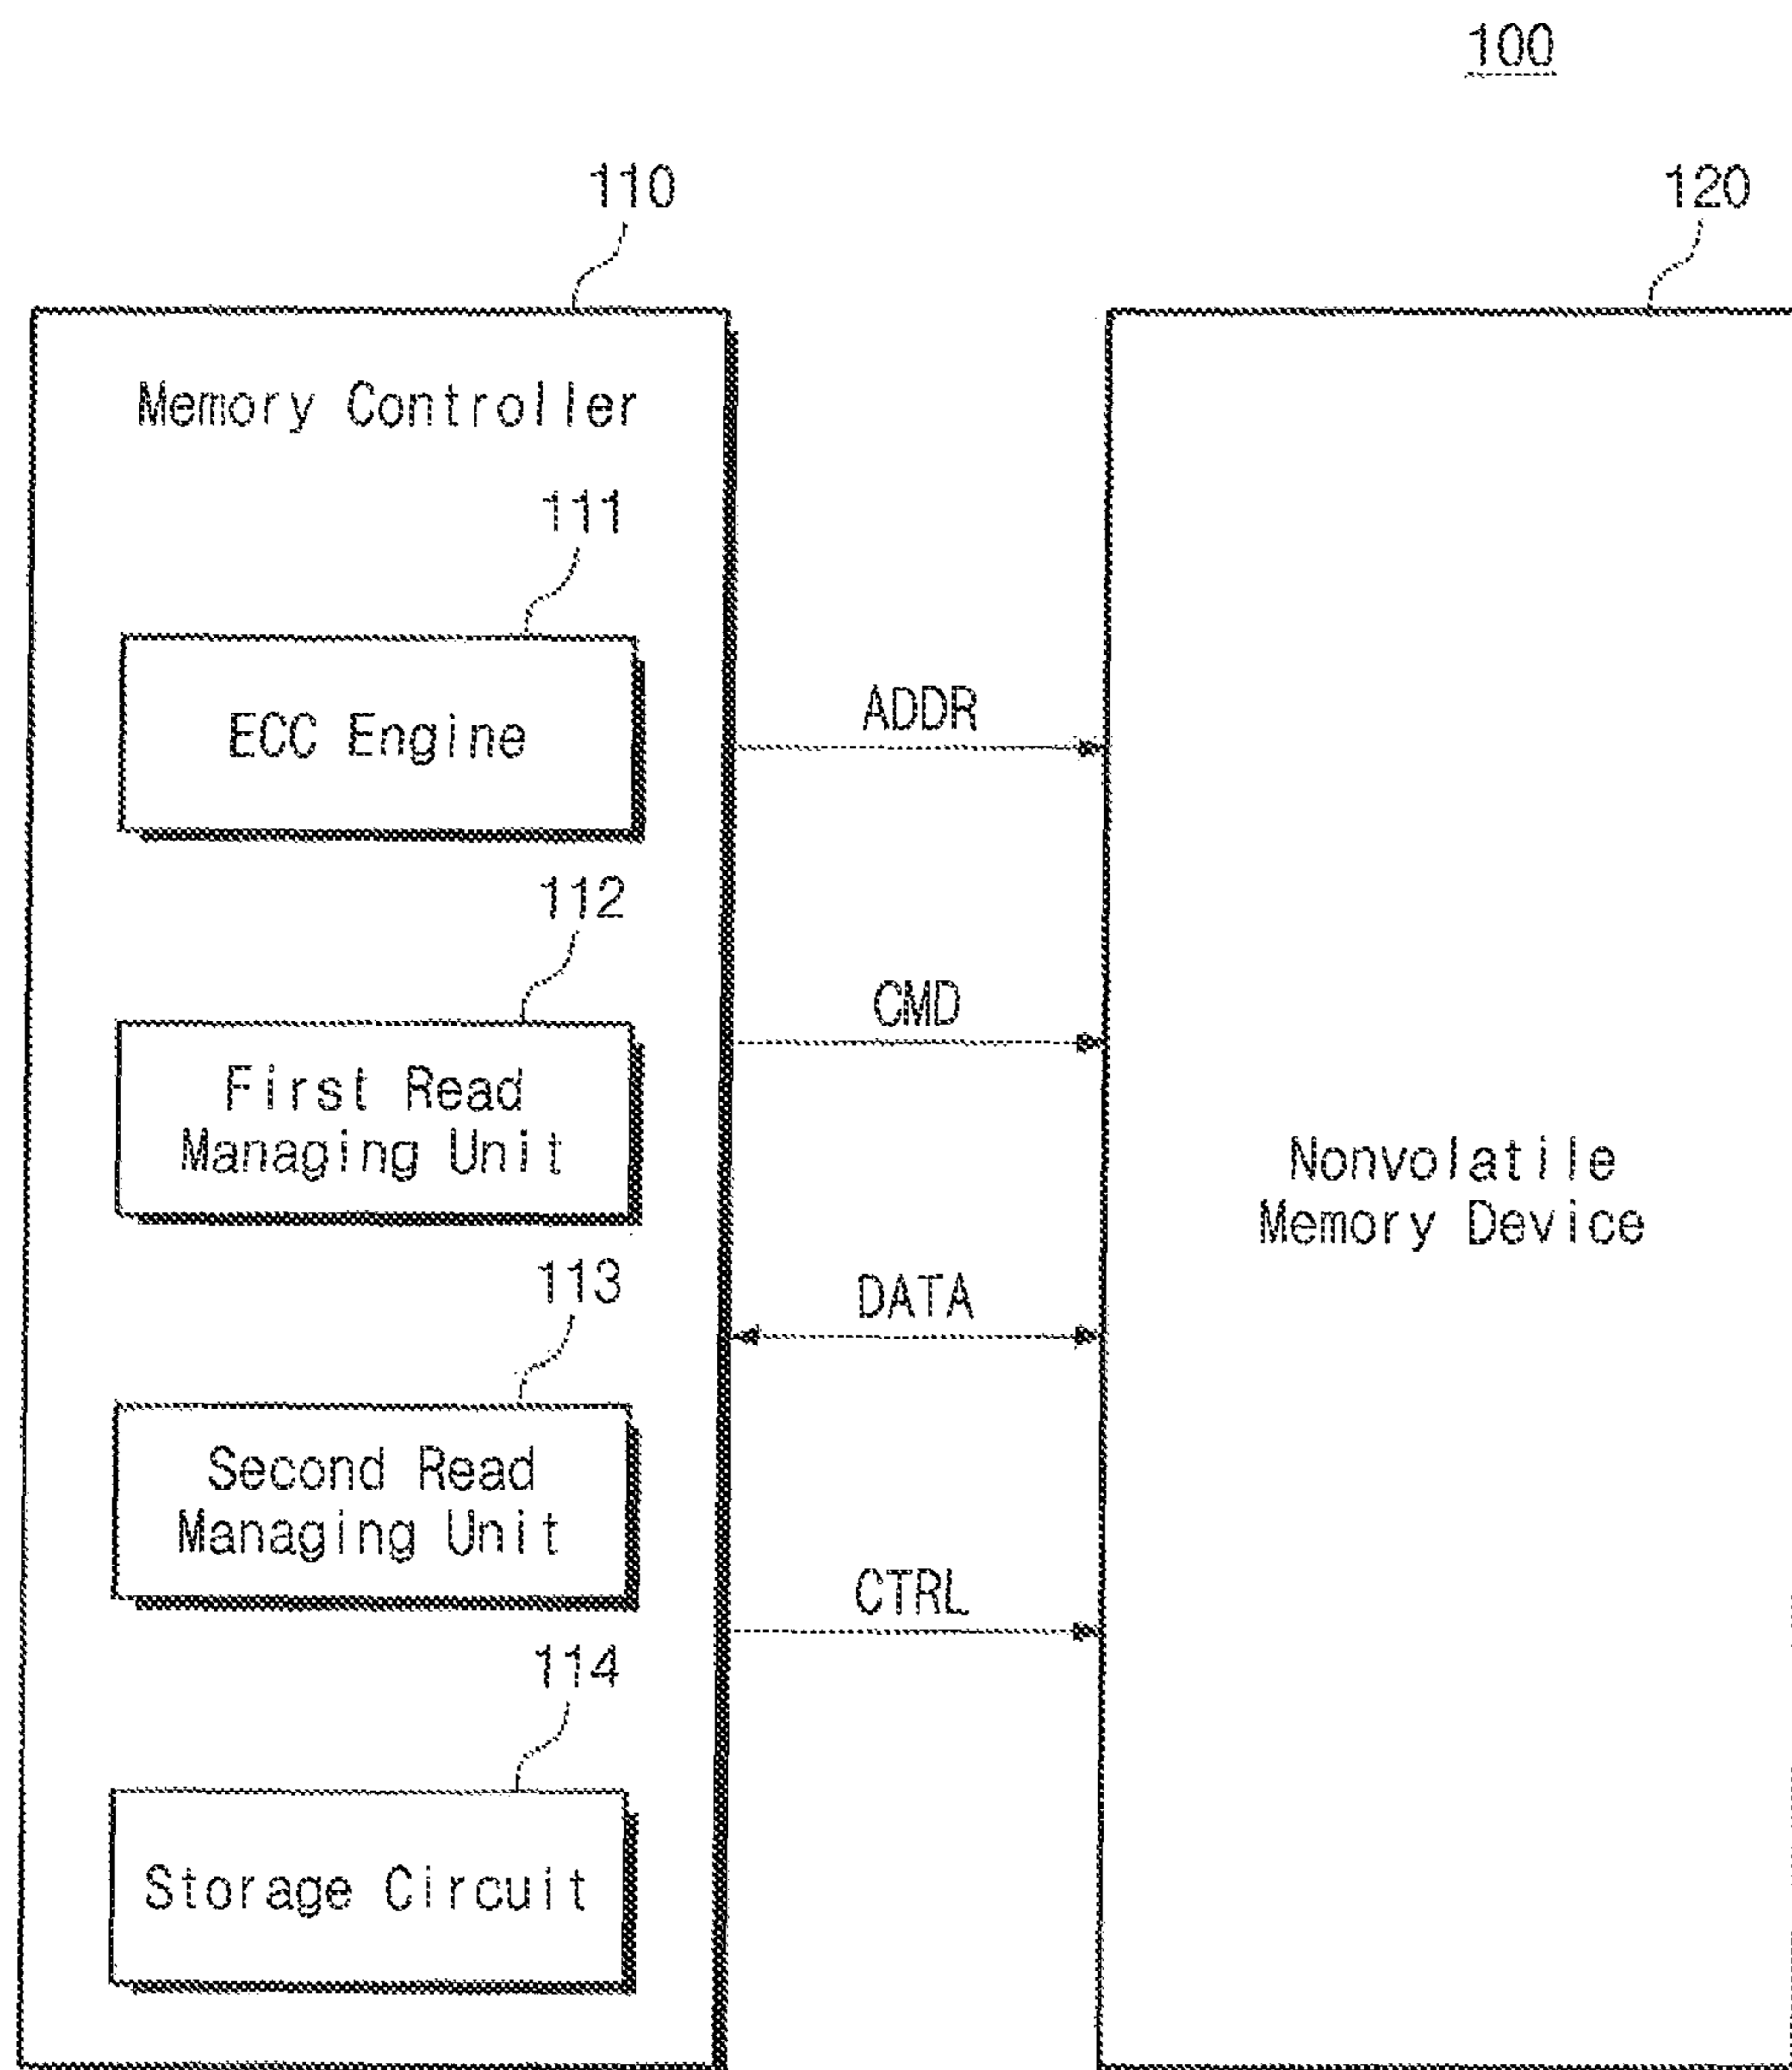 100
110
120
Memory Controller
111
ECC Engine
ADDR
112
First Read
Managing Unit
CMD
Nonvolatile
Memory Device
113
DATA
Second Read
Managing Unit
CTRL
114
Storage Circuit